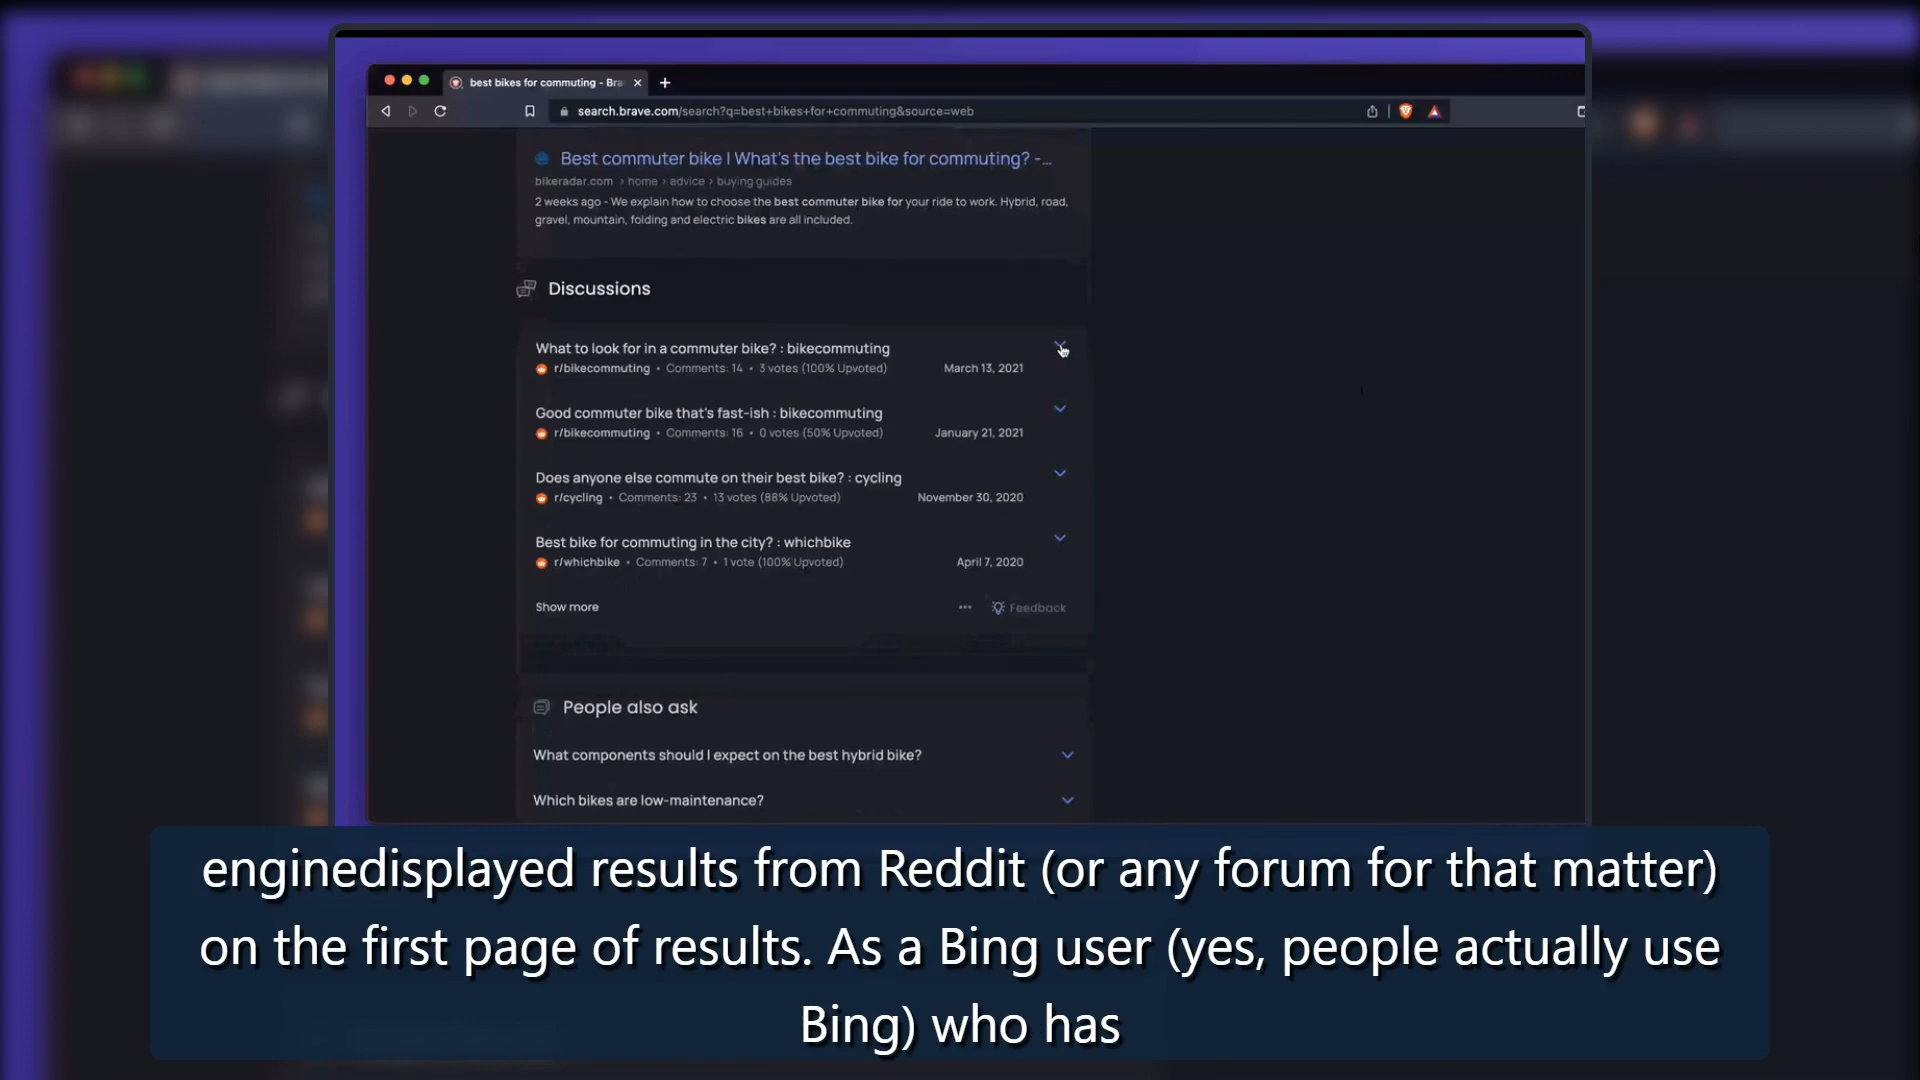 best bikes for commuting - Bra
search.brave.com/search?q=best+bikes+for+commuting&source=web
Best commuter bike | What's the best bike for commuting? -...
bikeradar.com › home › advice › buying guides
2 weeks ago - We explain how to choose the best commuter bike for your ride to work. Hybrid, road,
gravel, mountain, folding and electric bikes are all included.
Discussions
What to look for in a commuter bike? : bikecommuting
r/bikecommuting • Comments: 14 • 3 votes (100% Upvoted) March 13, 2021
Good commuter bike that's fast-ish : bikecommuting
r/bikecommuting • Comments: 16 • 0 votes (50% Upvoted) January 21, 2021
Does anyone else commute on their best bike? : cycling
r/cycling • Comments: 23 • 13 votes (88% Upvoted) November 30, 2020
Best bike for commuting in the city? : whichbike
r/whichbike • Comments: 7 • 1 vote (100% Upvoted) April 7, 2020
Show more ... Feedback
People also ask
What components should I expect on the best hybrid bike?
Which bikes are low-maintenance?
enginedisplayed results from Reddit (or any forum for that matter)
on the first page of results. As a Bing user (yes, people actually use
Bing) who has